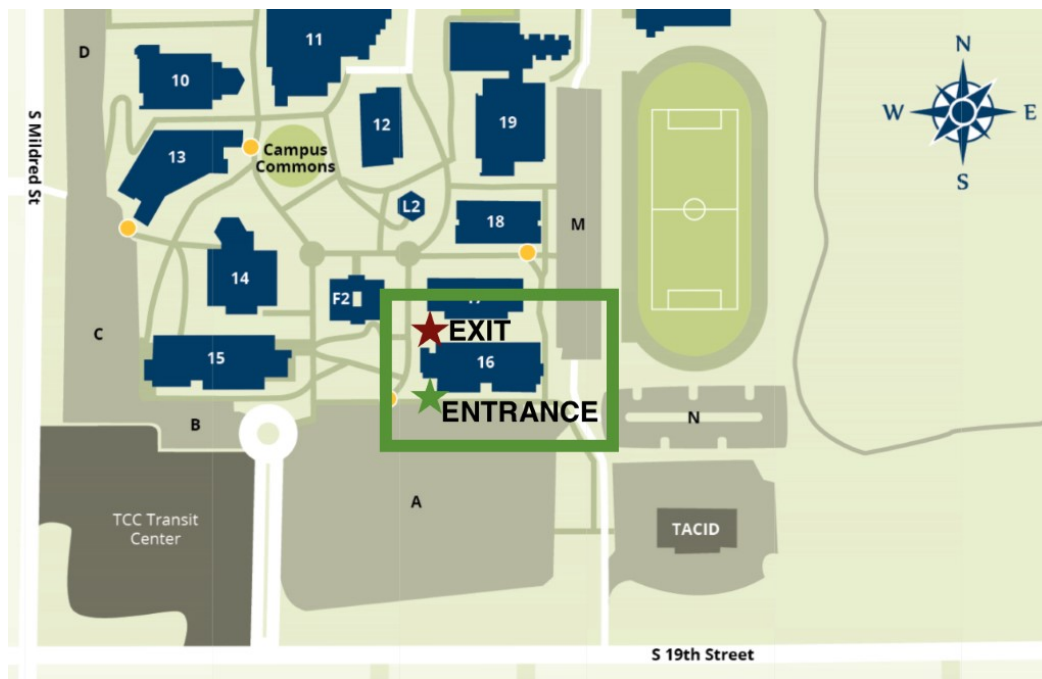 D
11
10
S Mildred St
12
19
13
Campus
Commons
N
W
E
S
L2
18
M
14
F2
17
EXIT
C
15
16
ENTRANCE
B
N
A
TCC Transit
Center
TACID
S 19th Street